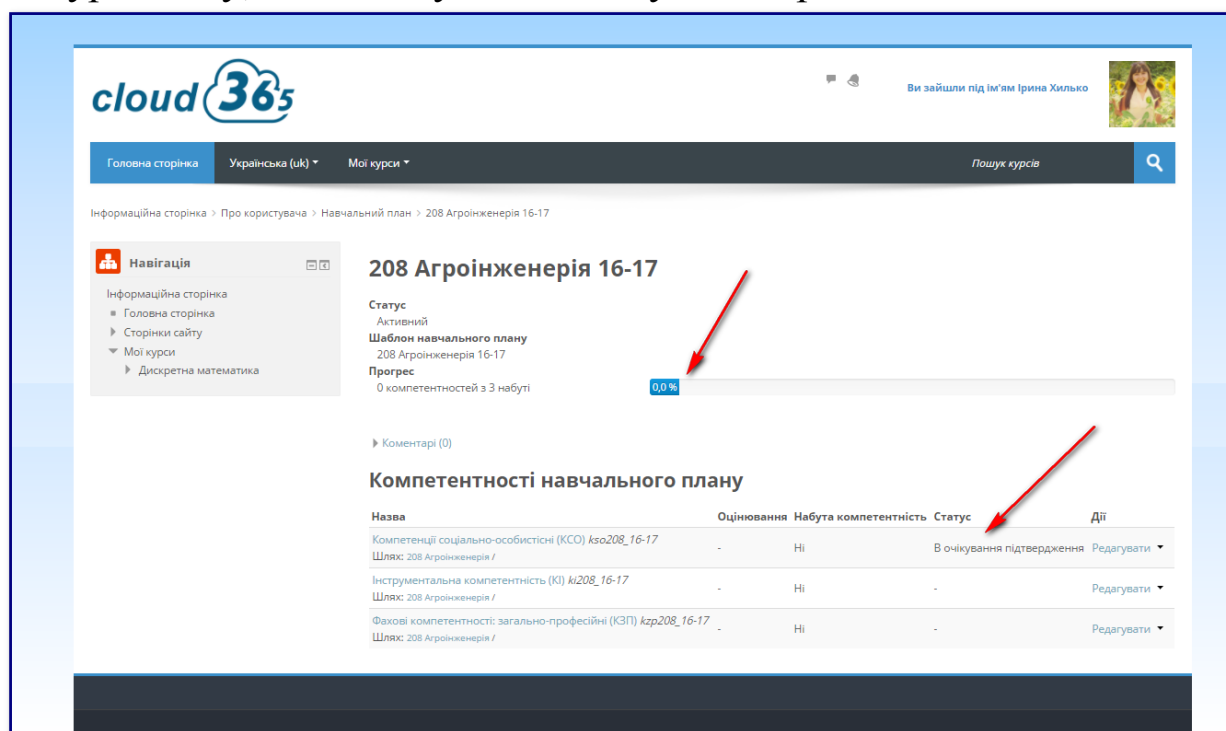 cloud 365
Ви зайшли під ім'ям Ірина Хилько
Головна сторінка Українська (uk) Мої курси Пошук курсів
Інформаційна сторінка > Про користувача > Навчальний план > 208 Агроінженерія 16-17
Навігація
Інформаційна сторінка
Головна сторінка
Сторінки сайту
Мої курси
Дискретна математика
208 Агроінженерія 16-17
Статус
Активний
Шаблон навчального плану
208 Агроінженерія 16-17
Прогрес
0 компетентностей з 3 набуті 0,0 %
Коментарі (0)
Компетентності навчального плану
Назва Оцінювання Набута компетентність Статус Дії
Компетенції соціально-особистісні (КСО) kso208_16-17
Шлях: 208 Агроінженерія /
- Ні В очікування підтвердження Редагувати
Інструментальна компетентність (КІ) ki208_16-17
Шлях: 208 Агроінженерія /
- Ні - Редагувати
Фахові компетентності: загально-професійні (КЗП) kzp208_16-17
Шлях: 208 Агроінженерія /
- Ні - Редагувати